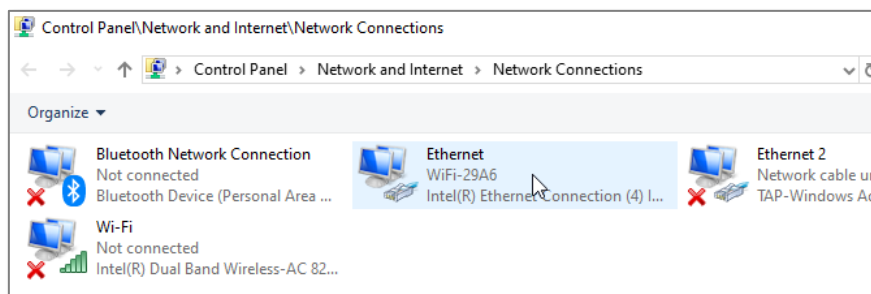 Control Panel\Network and Internet\Network Connections
Control Panel > Network and Internet > Network Connections
Organize
Bluetooth Network Connection
Not connected
Bluetooth Device (Personal Area ...
Ethernet
WiFi-29A6
Intel(R) Ethernet Connection (4) I...
Ethernet 2
Network cable
TAP-Windows
Wi-Fi
Not connected
Intel(R) Dual Band Wireless-AC 82...